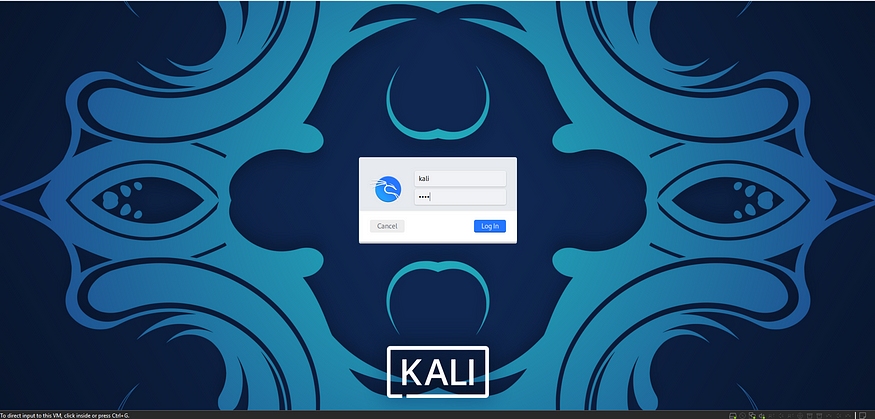 kali
••••
Cancel
Log In
KALI
To direct input to this VM, click inside or press Ctrl+G.